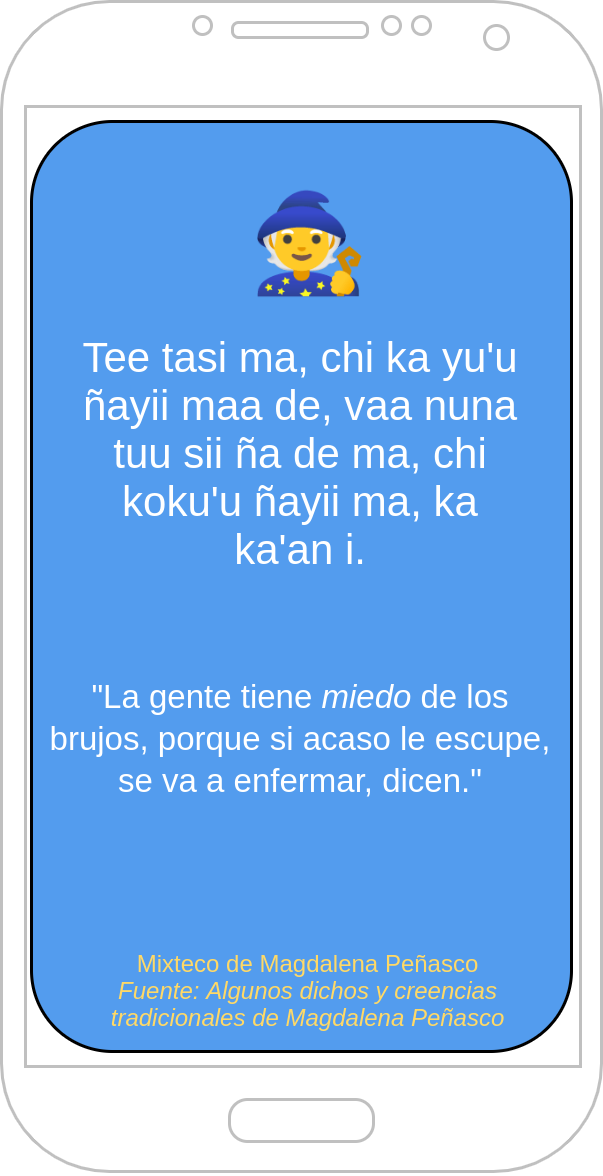 Tee tasi ma, chi ka yu'u
ñayii maa de, vaa nuna
tuu sii ña de ma, chi
koku'u ñayii ma, ka
ka'an i.
"La gente tiene miedo de los
brujos, porque si acaso le escupe,
se va a enfermar, dicen."
Mixteco de Magdalena Peñasco
Fuente: Algunos dichos y creencias
tradicionales de Magdalena Peñasco